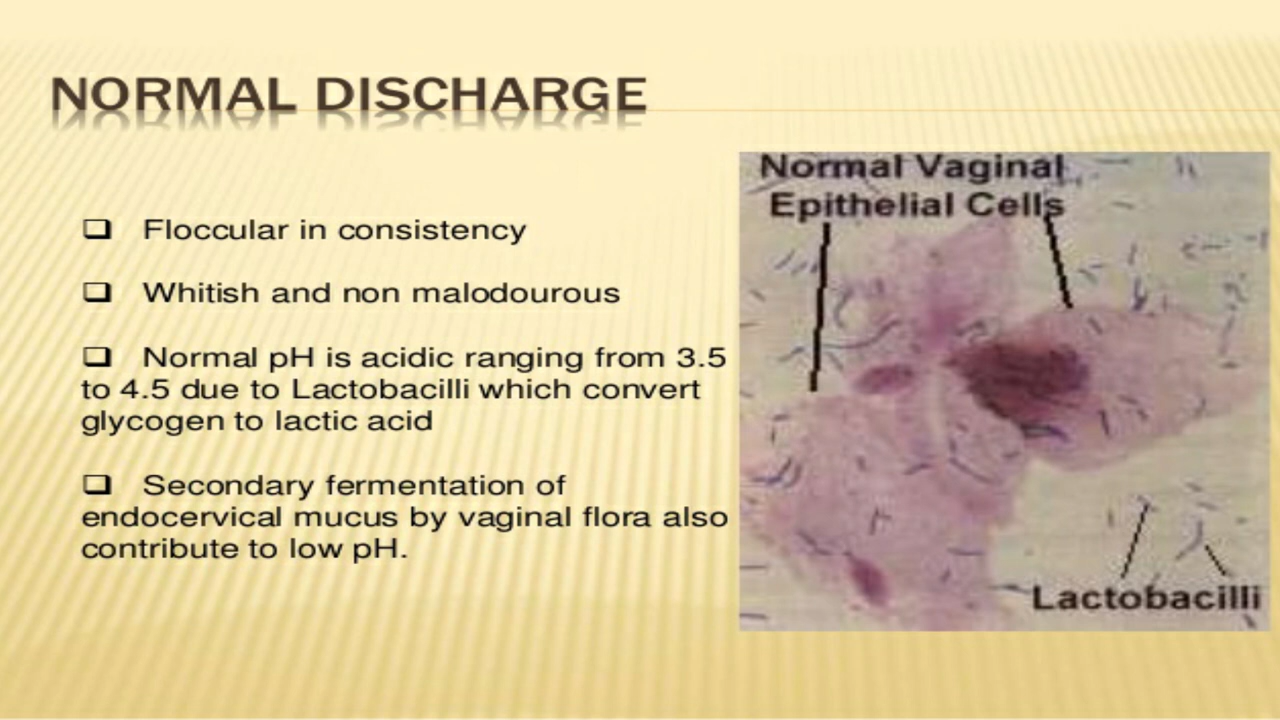 NORMAL DISCHARGE
❑ Floccular in consistency
❑ Whitish and non malodourous
❑ Normal pH is acidic ranging from 3.5
to 4.5 due to Lactobacilli which convert
glycogen to lactic acid
❑ Secondary fermentation of
endocervical mucus by vaginal flora also
contribute to low pH.
Normal Vaginal
Epithelial Cells
Lactobacilli